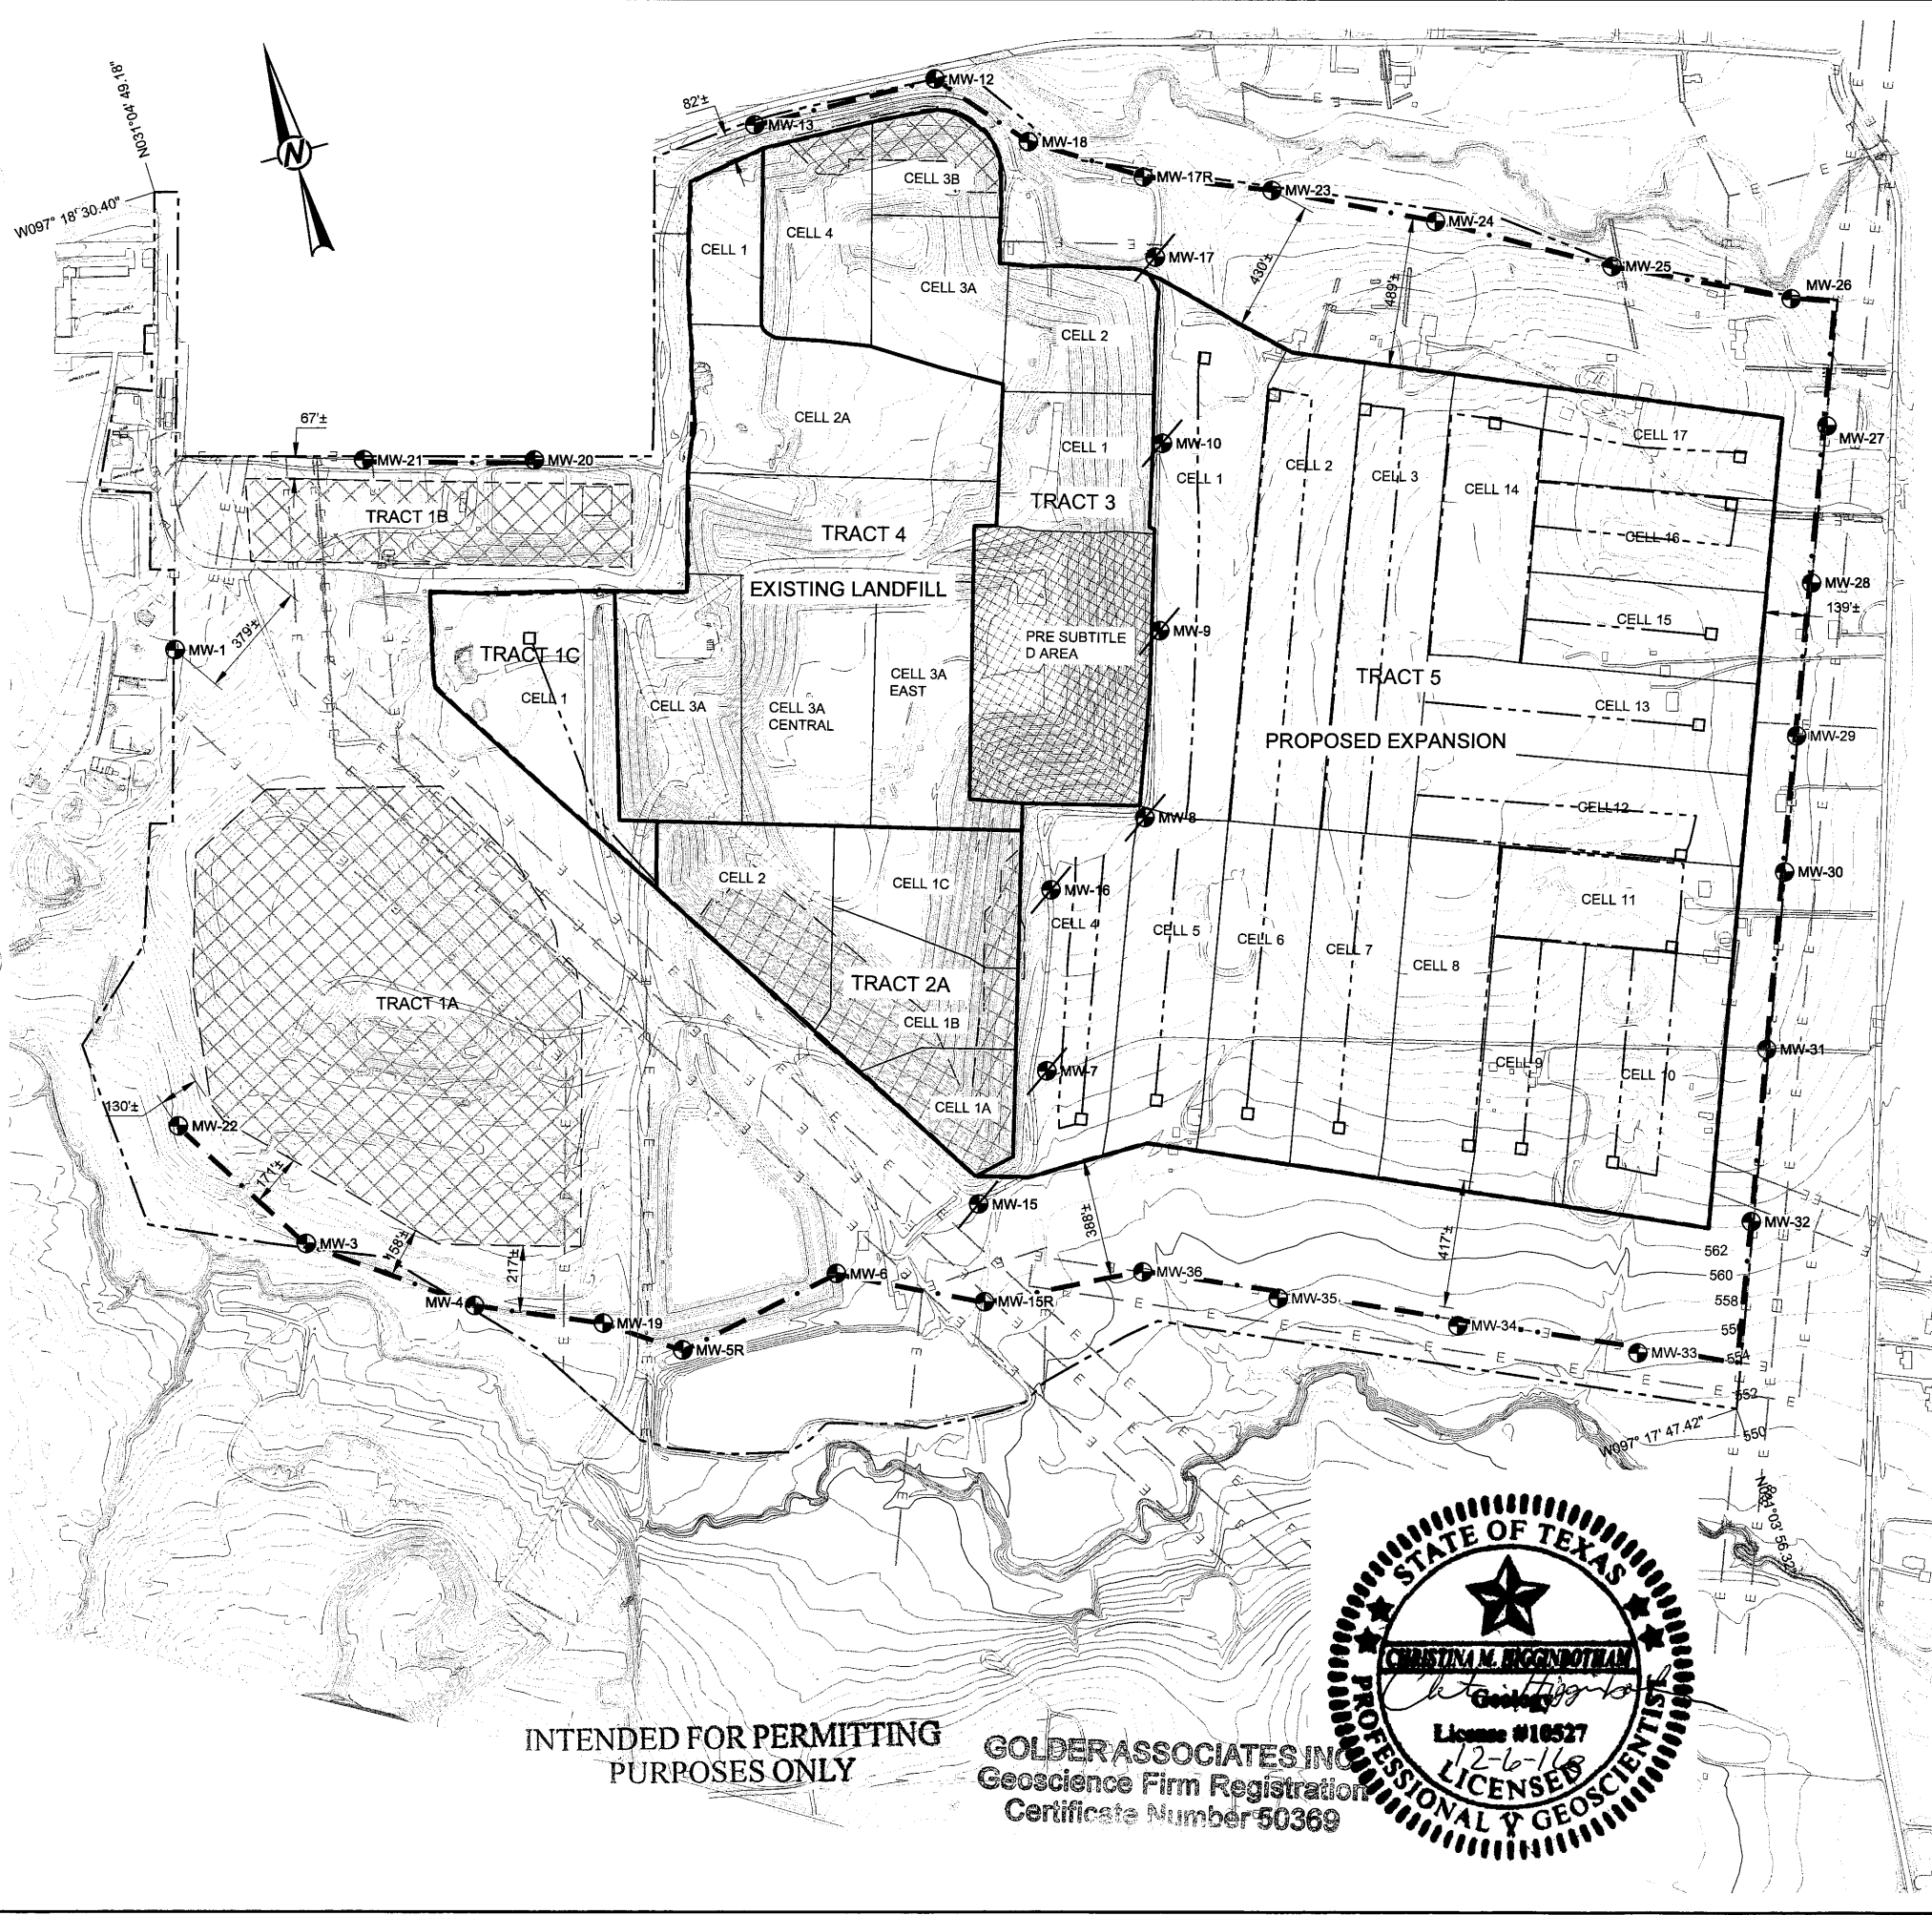 N031°04' 49.18"
W097° 18' 30.40"
N
82'±
MW-13
MW-12
MW-18
MW-17R
MW-23
MW-24
MW-25
MW-26
MW-17
430'±
489'±
CELL 3B
CELL 4
CELL 1
CELL 3A
CELL 2
CELL 2A
CELL 1
67'±
MW-21
MW-20
MW-10
CELL 1
CELL 2
CELL 3
CELL 14
CELL 17
MW-27
TRACT 1B
TRACT 4
TRACT 3
CELL 16
EXISTING LANDFILL
MW-28
139'±
MW-1
379'±
TRACT 1C
CELL 1
CELL 3A
CELL 3A
CENTRAL
CELL 3A
EAST
PRE SUBTITLE
D AREA
MW-9
CELL 15
TRACT 5
CELL 13
PROPOSED EXPANSION
MW-29
MW-8
CELL 12
CELL 2
CELL 1C
MW-16
CELL 4
CELL 5
CELL 6
CELL 7
CELL 8
CELL 11
MW-30
TRACT 1A
TRACT 2A
CELL 1B
MW-7
CELL 1A
CELL 9
CELL 10
MW-31
130'±
MW-22
171'±
MW-3
158'±
217'±
MW-4
MW-19
MW-5R
MW-6
MW-15
MW-15R
388'±
MW-36
MW-35
417'±
MW-34
MW-33
MW-32
562
560
558
554
552
550
W097° 17' 47.42"
INTENDED FOR PERMITTING
PURPOSES ONLY
GOLDER ASSOCIATES INC
Geoscience Firm Registration
Certificate Number 50369
STATE OF TEXAS
CHRISTINA M. HIGGINBOTHAM
Geology
License #10527
12-6-16
LICENSED
PROFESSIONAL GEOSCIENTIST